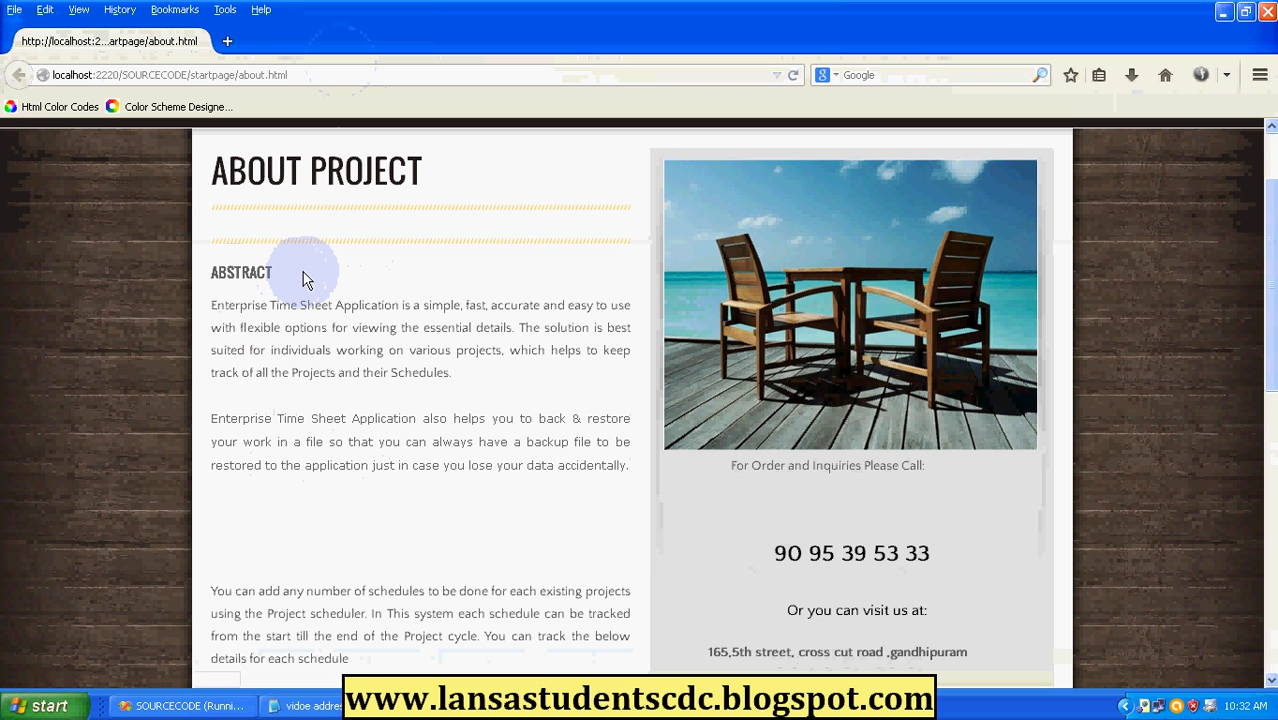 File Edit View History Bookmarks Tools Help
http://localhost:2...artpage/about.html
localhost:2220/SOURCECODE/startpage/about.html
Google
Html Color Codes
Color Scheme Designe...
ABOUT PROJECT
ABSTRACT
Enterprise Time Sheet Application is a simple, fast, accurate and easy to use
with flexible options for viewing the essential details. The solution is best
suited for individuals working on various projects, which helps to keep
track of all the Projects and their Schedules.
Enterprise Time Sheet Application also helps you to back & restore
your work in a file so that you can always have a backup file to be
restored to the application just in case you lose your data accidentally.
You can add any number of schedules to be done for each existing projects
using the Project scheduler. In This system each schedule can be tracked
from the start till the end of the Project cycle. You can track the below
details for each schedule
For Order and Inquiries Please Call:
90 95 39 53 33
Or you can visit us at:
165,5th street, cross cut road ,gandhipuram
start
SOURCECODE (Runni...
vidoe addre
www.lansastudentscdc.blogspot.com
10:32 AM